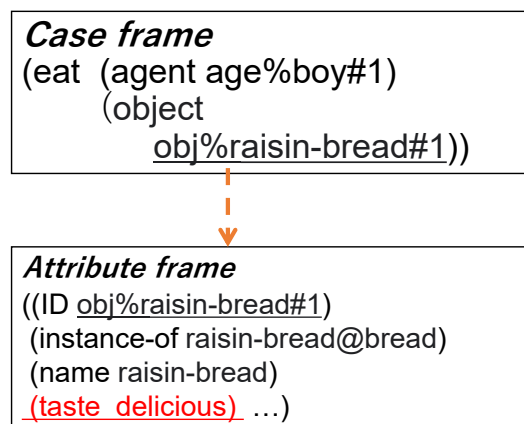 Case frame
(eat (agent age%boy#1)
（object
obj%raisin-bread#1))
Attribute frame
((ID obj%raisin-bread#1)
(instance-of raisin-bread@bread)
(name raisin-bread)
(taste delicious) …)